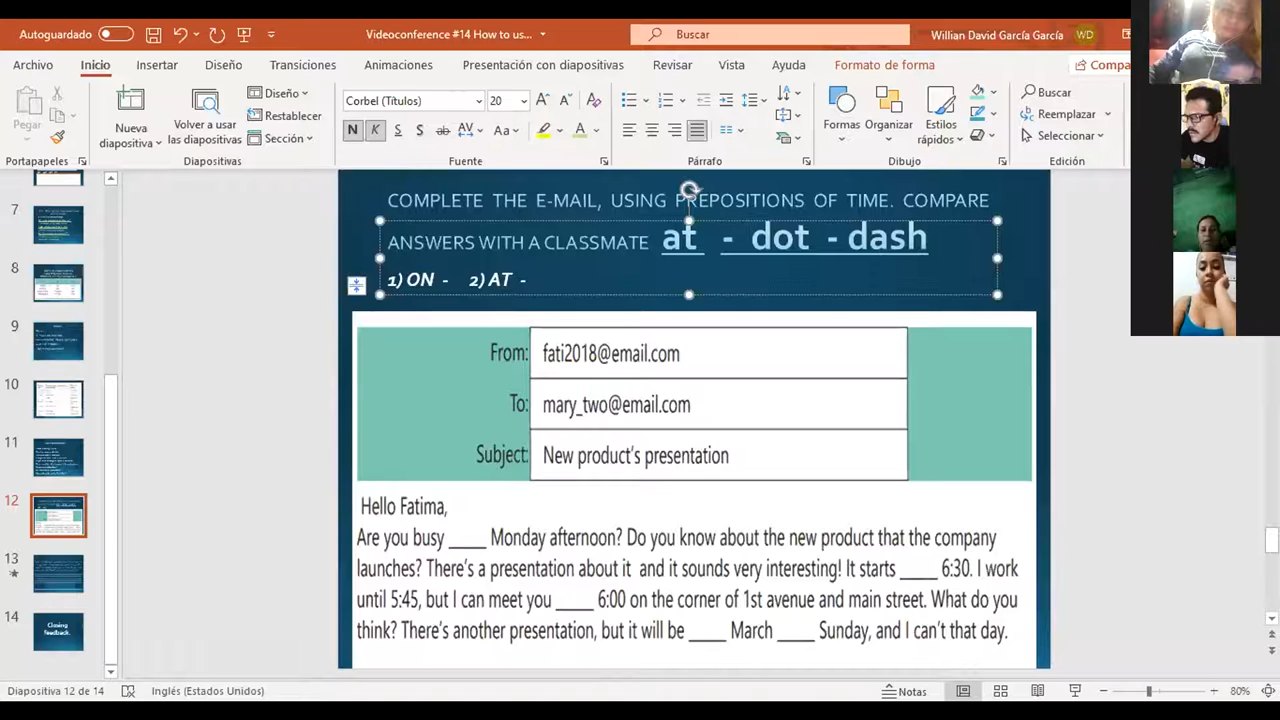 Autoguardado
Videoconference #14 How to us...
Buscar
Willian David García García
WD
Archivo Inicio Insertar Diseño Transiciones Animaciones Presentación con diapositivas Revisar Vista Ayuda Formato de forma Compa
Pegar
Nueva diapositiva
Volver a usar las diapositivas
Diseño
Restablecer
Sección
Corbel (Títulos) 20
N K S S ab AV Aa A
Formas
Organizar
Estilos rápidos
Buscar
Reemplazar
Seleccionar
Portapapeles Diapositivas Fuente Párrafo Dibujo Edición
7
8
9
10
11
12
13
14
Closing feedback.
COMPLETE THE E-MAIL, USING PREPOSITIONS OF TIME. COMPARE
ANSWERS WITH A CLASSMATE at - dot - dash
1) ON - 2) AT -
From: fati2018@email.com
To: mary_two@email.com
Subject: New product's presentation
Hello Fatima,
Are you busy ____ Monday afternoon? Do you know about the new product that the company
launches? There's a presentation about it and it sounds very interesting! It starts ____ 6:30. I work
until 5:45, but I can meet you ____ 6:00 on the corner of 1st avenue and main street. What do you
think? There's another presentation, but it will be ____ March ____ Sunday, and I can't that day.
Diapositiva 12 de 14
Inglés (Estados Unidos)
Notas
80%